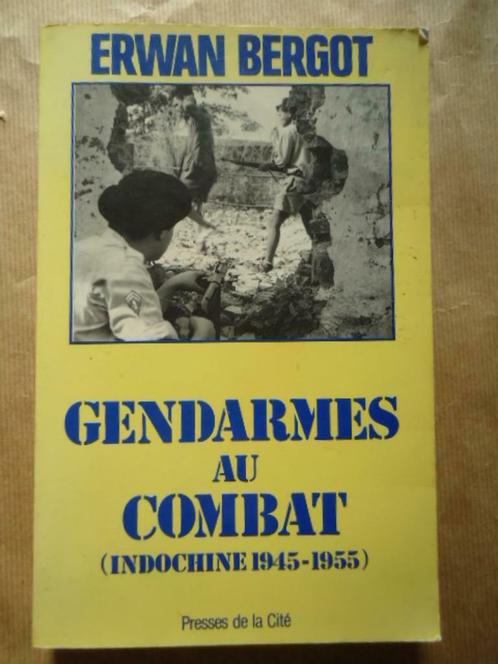 ERWAN BERGOT
GENDARMES
AU
COMBAT
(INDOCHINE 1945-1955)
Presses de la Cité